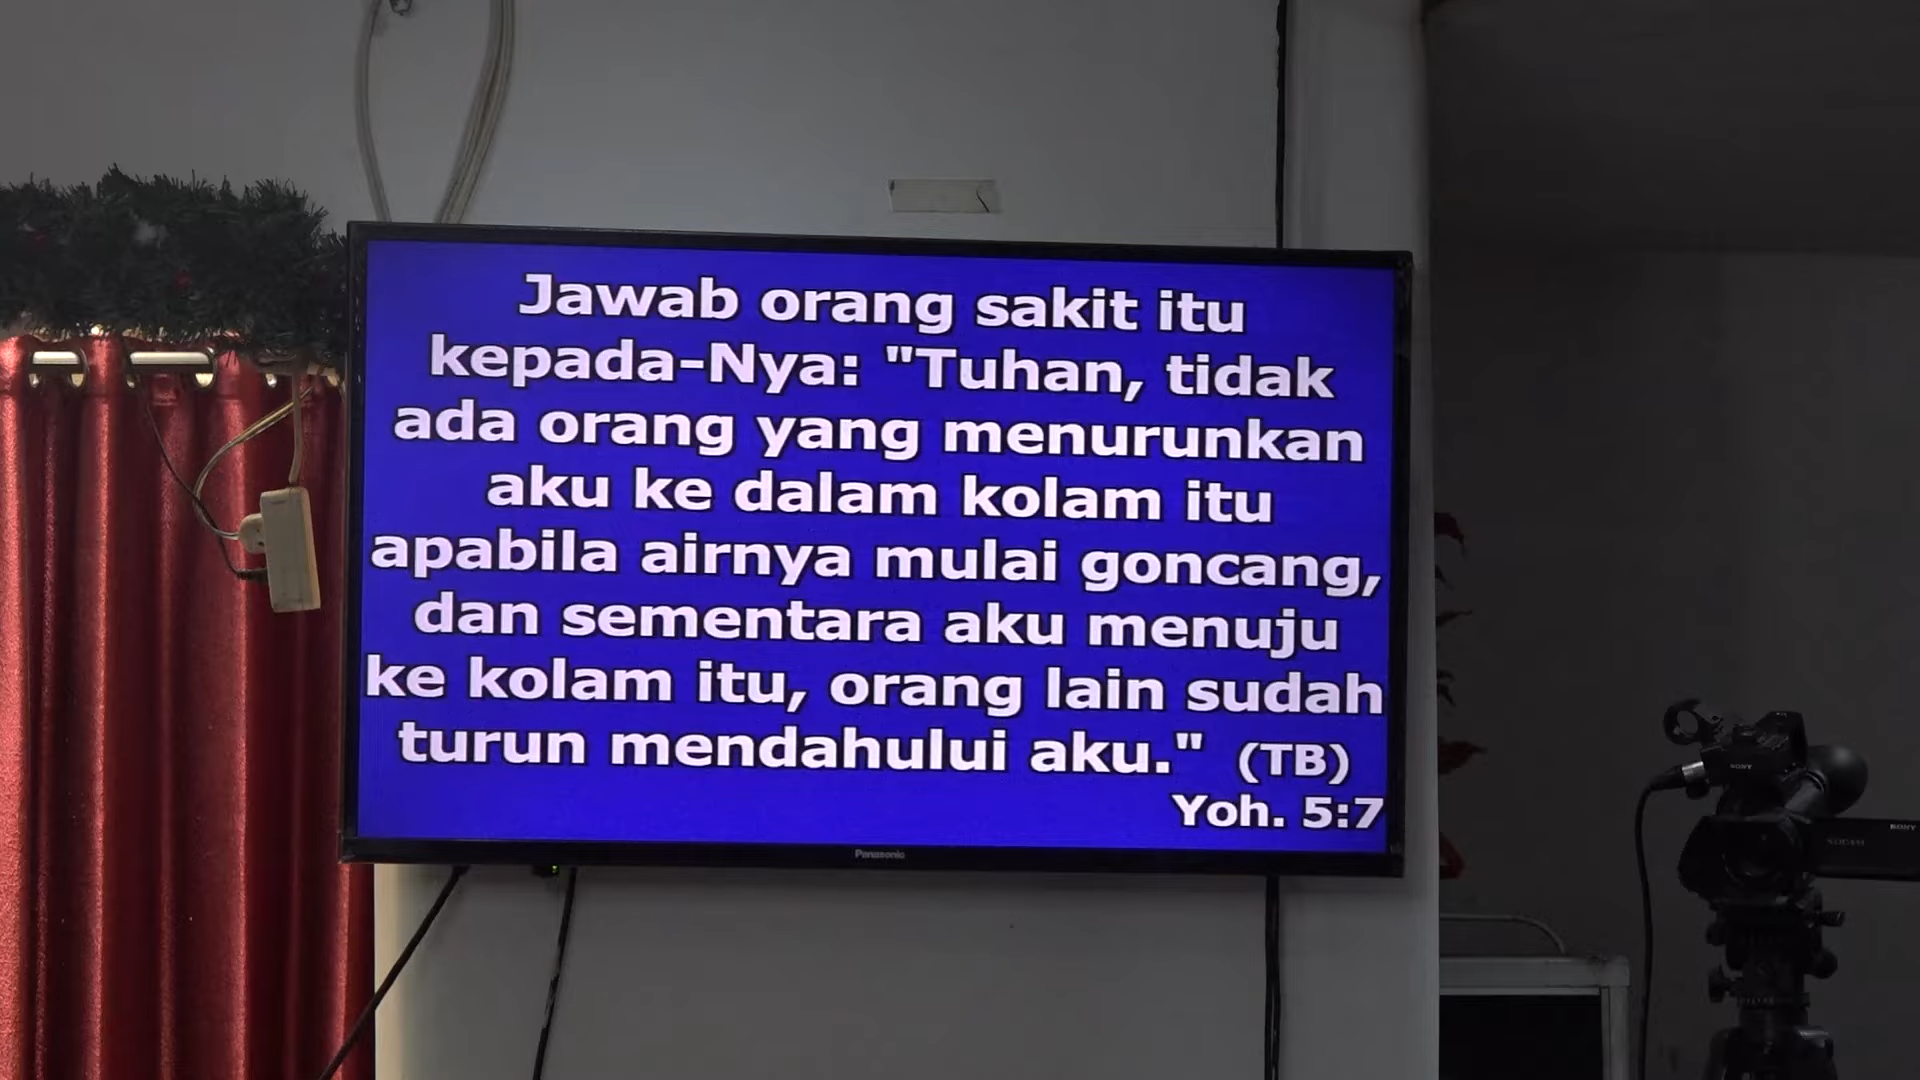 Jawab orang sakit itu
kepada-Nya: "Tuhan, tidak
ada orang yang menurunkan
aku ke dalam kolam itu
apabila airnya mulai goncang,
dan sementara aku menuju
ke kolam itu, orang lain sudah
turun mendahului aku." (TB)
Yoh. 5:7
Panasonic
SONY
SONY